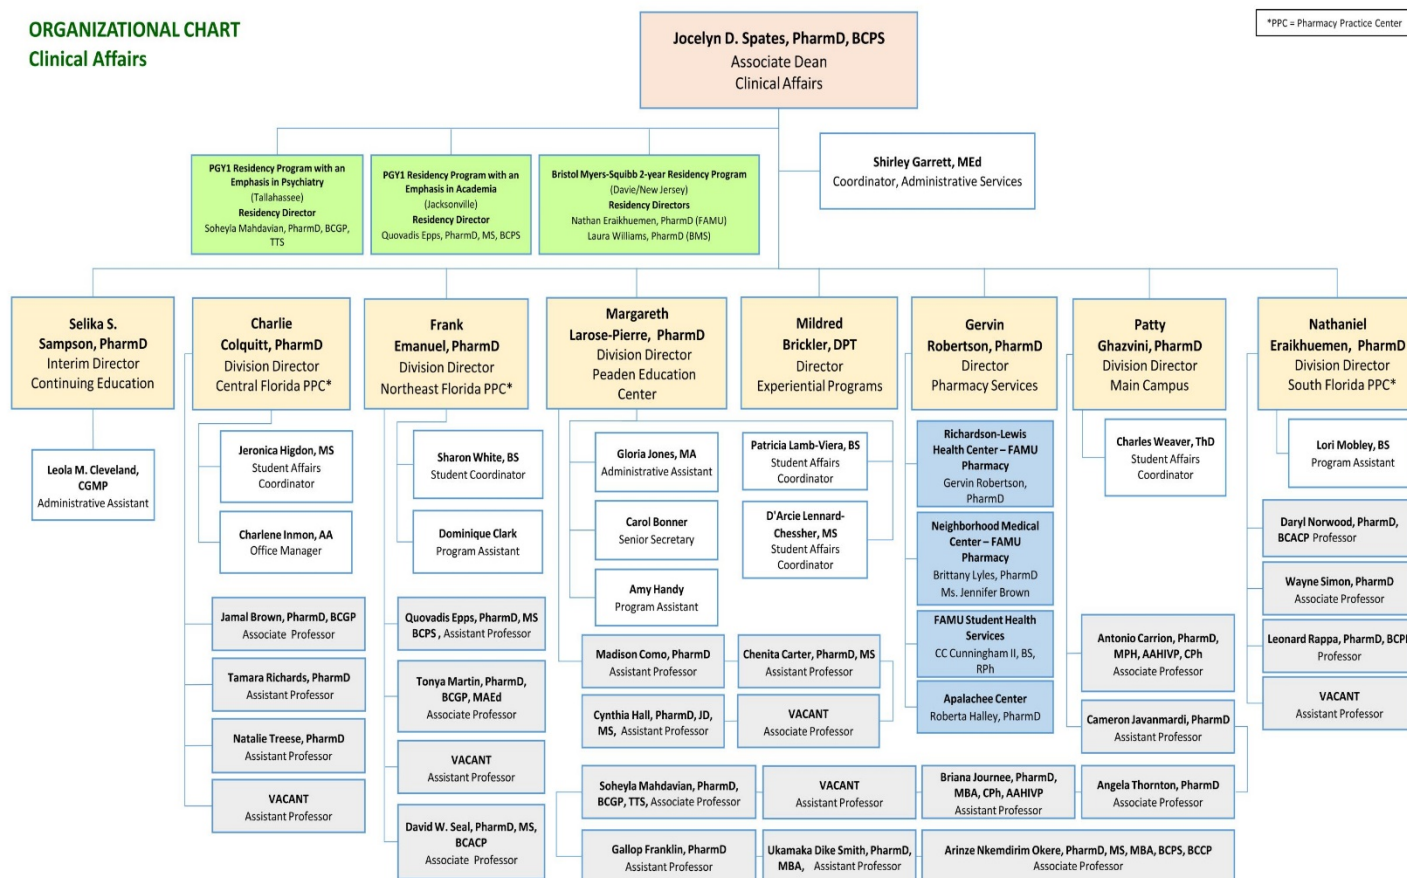 ORGANIZATIONAL CHART
Clinical Affairs
Jocelyn D. Spates, PharmD, BCPS
Associate Dean
Clinical Affairs
*PPC = Pharmacy Practice Center
PGY1 Residency Program with an
Emphasis in Psychiatry
(Tallahassee)
Residency Director
Soheyla Mahdavian, PharmD, BCGP,
TTS
PGY1 Residency Program with an
Emphasis in Academia
(Jacksonville)
Residency Director
Quovadis Epps, PharmD, MS, BCPS
Bristol Myers-Squibb 2-year Residency Program
(Davie/New Jersey)
Residency Directors
Nathan Eraikhuemen, PharmD (FAMU)
Laura Williams, PharmD (BMS)
Shirley Garrett, MEd
Coordinator, Administrative Services
Selika S.
Sampson, PharmD
Interim Director
Continuing Education
Charlie
Colquitt, PharmD
Division Director
Central Florida PPC*
Frank
Emanuel, PharmD
Division Director
Northeast Florida PPC*
Margareth
Larose-Pierre, PharmD
Division Director
Peaden Education
Center
Mildred
Brickler, DPT
Director
Experiential Programs
Gervin
Robertson, PharmD
Director
Pharmacy Services
Patty
Ghazvini, PharmD
Division Director
Main Campus
Nathaniel
Eraikhuemen, PharmD
Division Director
South Florida PPC*
Leola M. Cleveland,
CGMP
Administrative Assistant
Jeronica Higdon, MS
Student Affairs
Coordinator
Charlene Inmon, AA
Office Manager
Jamal Brown, PharmD, BCGP
Associate Professor
Tamara Richards, PharmD
Assistant Professor
Natalie Treese, PharmD
Assistant Professor
VACANT
Assistant Professor
Sharon White, BS
Student Coordinator
Dominique Clark
Program Assistant
Quovadis Epps, PharmD, MS
BCPS , Assistant Professor
Tonya Martin, PharmD,
BCGP, MAEd
Associate Professor
VACANT
Assistant Professor
David W. Seal, PharmD, MS,
BCACP
Associate Professor
Gloria Jones, MA
Administrative Assistant
Carol Bonner
Senior Secretary
Amy Handy
Program Assistant
Patricia Lamb-Viera, BS
Student Affairs
Coordinator
D'Arcie Lennard-
Chessher, MS
Student Affairs
Coordinator
Madison Como, PharmD
Assistant Professor
Chenita Carter, PharmD, MS
Assistant Professor
Cynthia Hall, PharmD, JD,
MS, Assistant Professor
VACANT
Associate Professor
Richardson-Lewis
Health Center – FAMU
Pharmacy
Gervin Robertson,
PharmD
Neighborhood Medical
Center – FAMU
Pharmacy
Brittany Lyles, PharmD
Ms. Jennifer Brown
FAMU Student Health
Services
CC Cunningham II, BS,
RPh
Apalachee Center
Roberta Halley, PharmD
Charles Weaver, ThD
Student Affairs
Coordinator
Antonio Carrion, PharmD,
MPH, AAHIVP, CPh
Associate Professor
Cameron Javanmardi, PharmD
Assistant Professor
Lori Mobley, BS
Program Assistant
Daryl Norwood, PharmD,
BCACP Professor
Wayne Simon, PharmD
Associate Professor
Leonard Rappa, PharmD, BCPP
Professor
VACANT
Assistant Professor
Soheyla Mahdavian, PharmD,
BCGP, TTS, Associate Professor
VACANT
Assistant Professor
Briana Journee, PharmD,
MBA, CPh, AAHIVP
Assistant Professor
Angela Thornton, PharmD
Associate Professor
Gallop Franklin, PharmD
Assistant Professor
Ukamaka Dike Smith, PharmD,
MBA, Assistant Professor
Arinze Nkemdirim Okere, PharmD, MS, MBA, BCPS, BCCP
Associate Professor